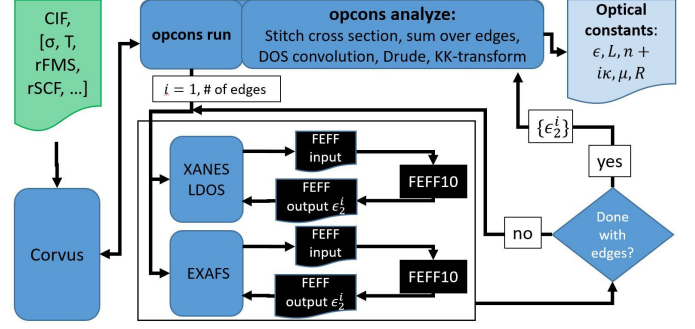 CIF,
[σ, T,
rFMS,
rSCF, ...]
Corvus
opcons run
opcons analyze:
Stitch cross section, sum over edges,
DOS convolution, Drude, KK-transform
Optical
constants:
ϵ, L, n +
iκ, μ, R
i = 1, # of edges
XANES
LDOS
FEFF
input
FEFF10
FEFF
output ϵ₂ⁱ
EXAFS
FEFF
input
FEFF10
FEFF
output ϵ₂ⁱ
{ϵ₂ⁱ}
yes
no
Done
with
edges?